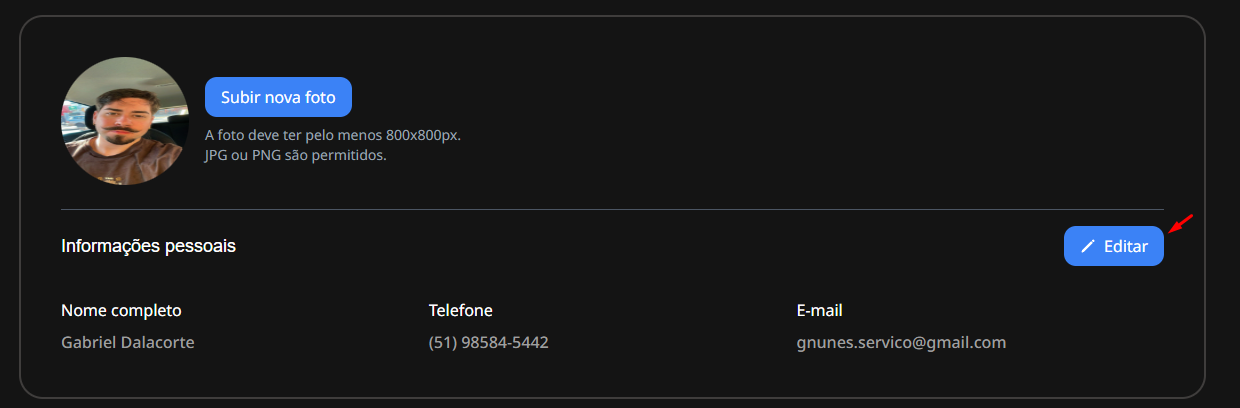 Subir nova foto
A foto deve ter pelo menos 800x800px.
JPG ou PNG são permitidos.
Informações pessoais
Editar
Nome completo
Telefone
E-mail
Gabriel Dalacorte
(51) 98584-5442
gnunes.servico@gmail.com